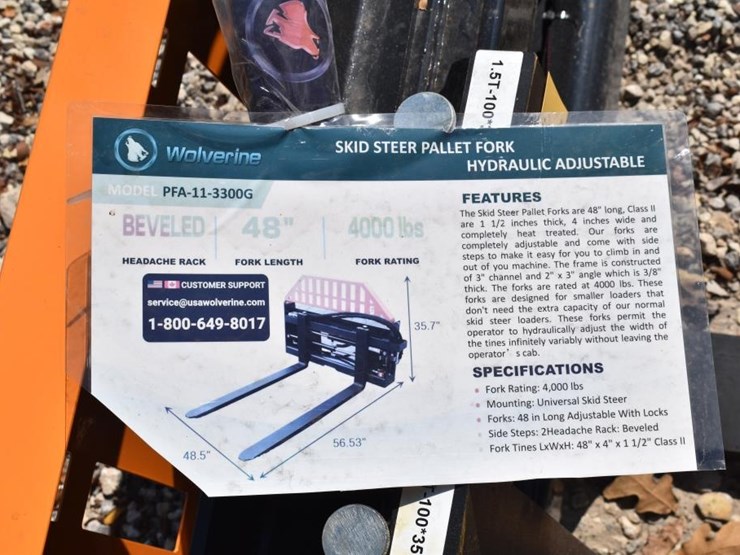 1.5T-100*
Wolverine
SKID STEER PALLET FORK
HYDRAULIC ADJUSTABLE
MODEL PFA-11-3300G
BEVELED
48"
4000 lbs
HEADACHE RACK
FORK LENGTH
FORK RATING
CUSTOMER SUPPORT
service@usawolverine.com
1-800-649-8017
35.7"
56.53"
48.5"
FEATURES
The Skid Steer Pallet Forks are 48" long, Class II
are 1 1/2 inches thick, 4 inches wide and
completely heat treated. Our forks are
completely adjustable and come with side
steps to make it easy for you to climb in and
out of you machine. The frame is constructed
of 3" channel and 2" x 3" angle which is 3/8"
thick. The forks are rated at 4000 lbs. These
forks are designed for smaller loaders that
don't need the extra capacity of our normal
skid steer loaders. These forks permit the
operator to hydraulically adjust the width of
the tines infinitely variably without leaving the
operator's cab.
SPECIFICATIONS
• Fork Rating: 4,000 lbs
• Mounting: Universal Skid Steer
• Forks: 48 in Long Adjustable With Locks
• Side Steps: 2Headache Rack: Beveled
• Fork Tines LxWxH: 48" x 4" x 1 1/2" Class II
-100*35